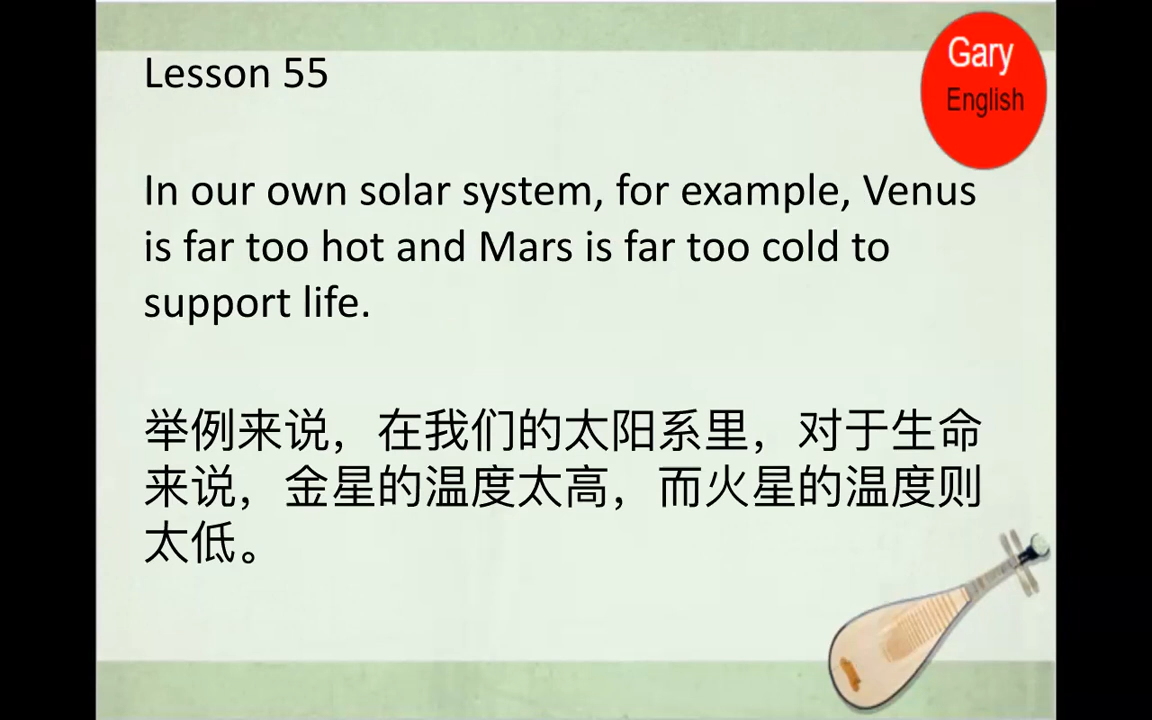 Lesson 55
Gary
English
In our own solar system, for example, Venus
is far too hot and Mars is far too cold to
support life.
举例来说，在我们的太阳系里，对于生命
来说，金星的温度太高，而火星的温度则
太低。